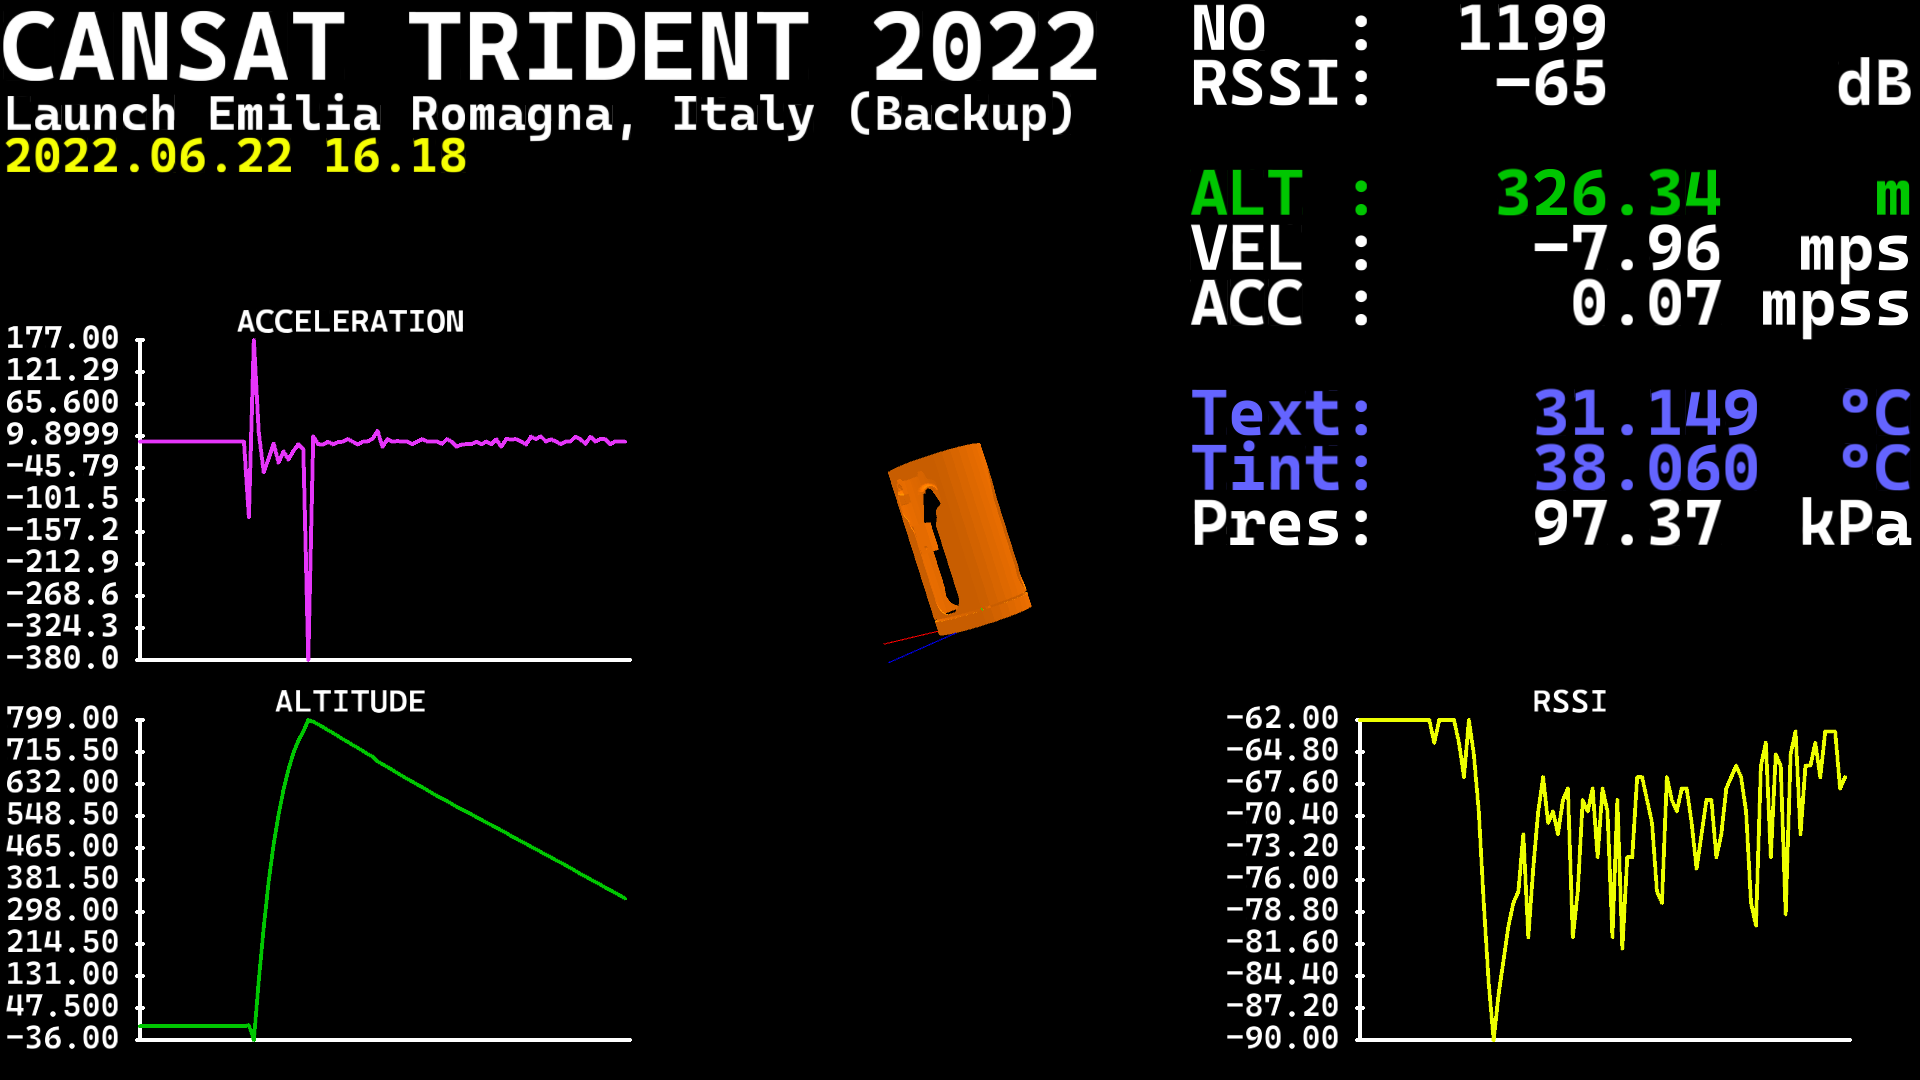 CANSAT TRIDENT 2022
Launch Emilia Romagna, Italy (Backup)
2022.06.22 16.18
NO : 1199
RSSI: -65 dB
ALT : 326.34 m
VEL : -7.96 mps
ACC : 0.07 mpss
Text: 31.149 °C
Tint: 38.060 °C
Pres: 97.37 kPa
ACCELERATION
177.00
121.29
65.600
9.8999
-45.79
-101.5
-157.2
-212.9
-268.6
-324.3
-380.0
ALTITUDE
799.00
715.50
632.00
548.50
465.00
381.50
298.00
214.50
131.00
47.500
-36.00
RSSI
-62.00
-64.80
-67.60
-70.40
-73.20
-76.00
-78.80
-81.60
-84.40
-87.20
-90.00